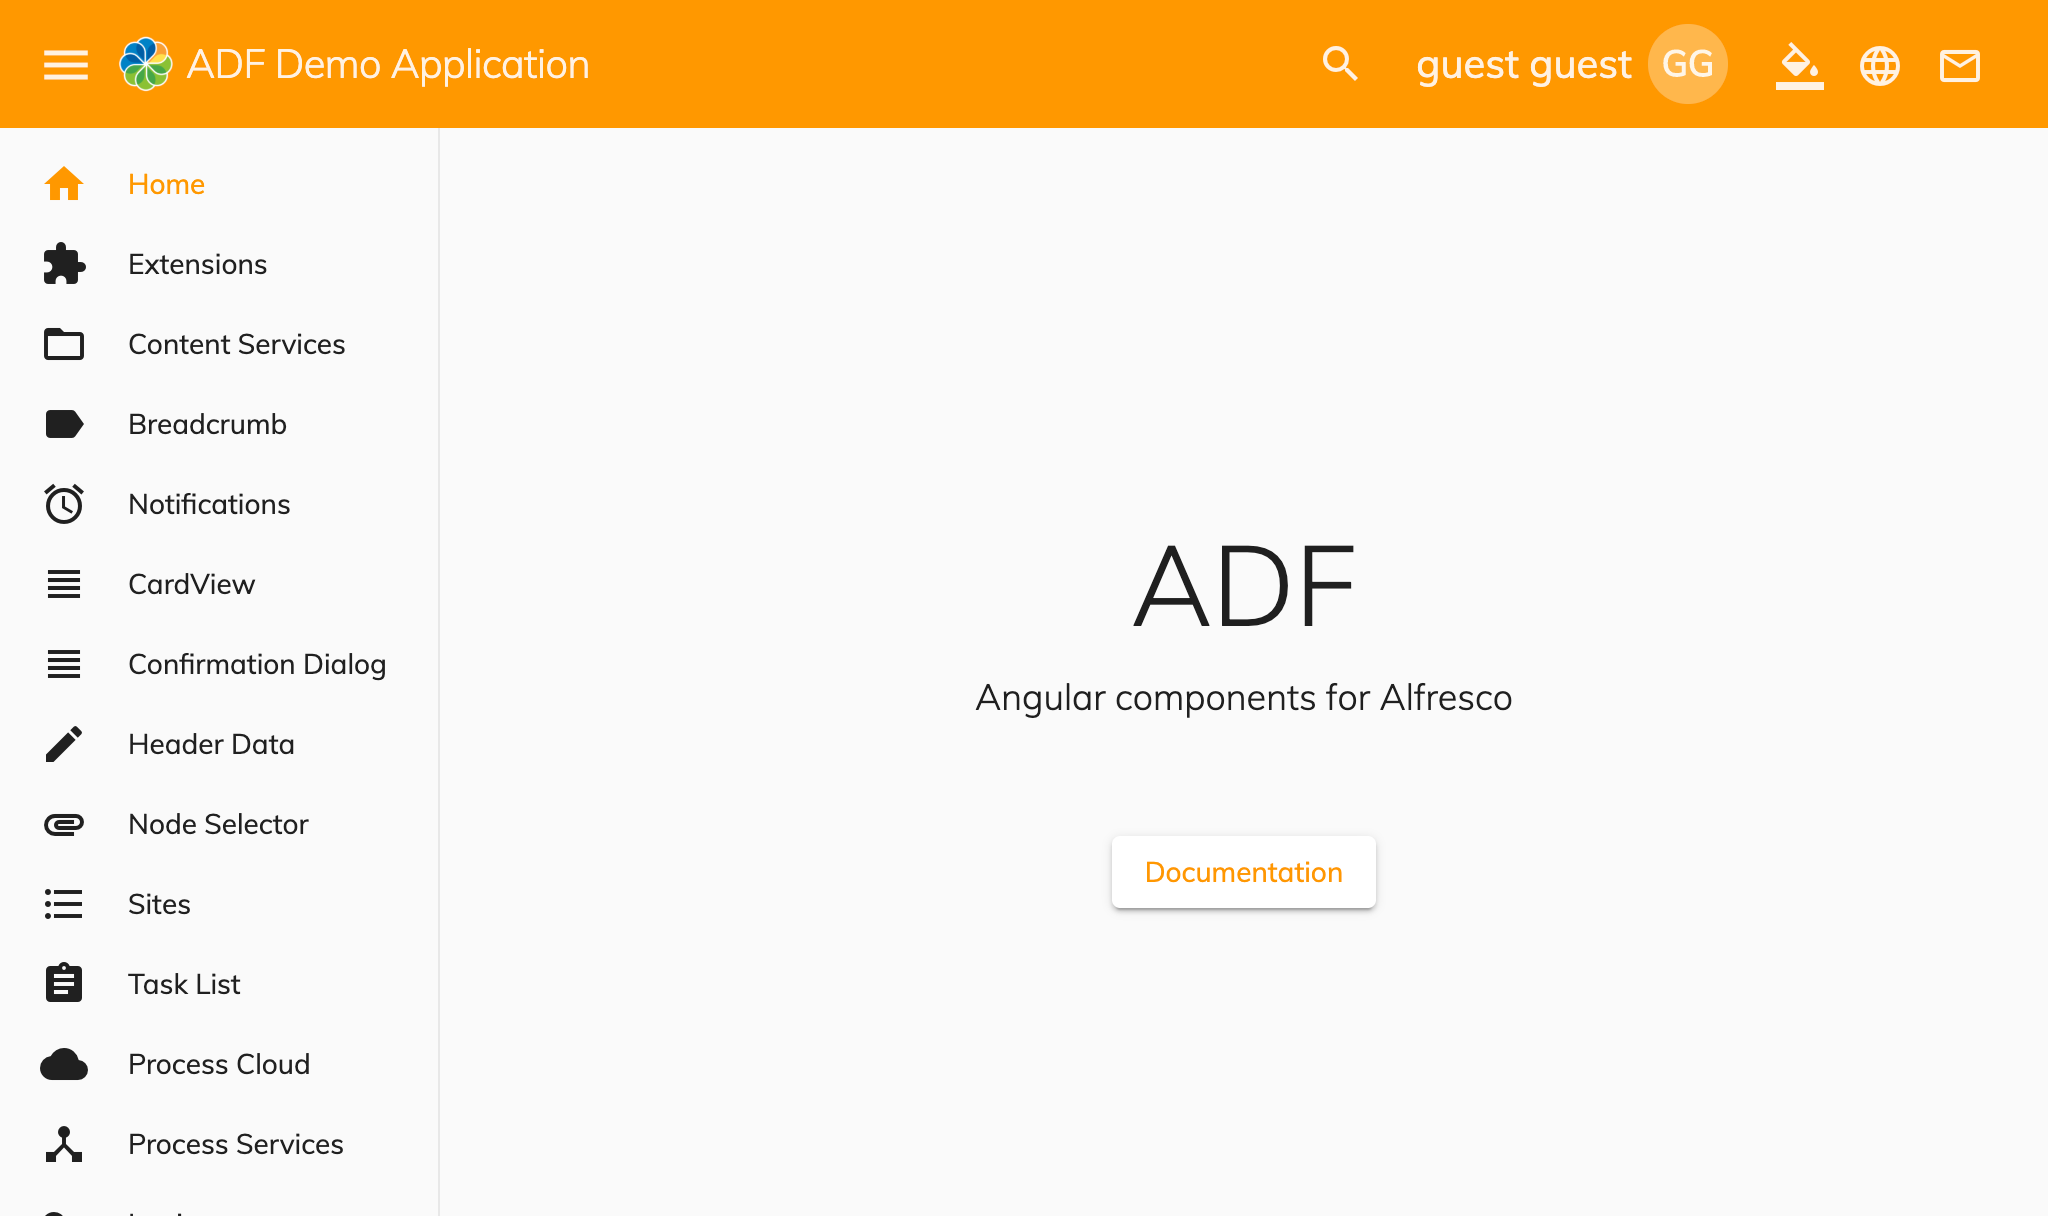 ADF Demo Application
guest guest GG
Home
Extensions
Content Services
Breadcrumb
Notifications
CardView
Confirmation Dialog
Header Data
Node Selector
Sites
Task List
Process Cloud
Process Services
ADF
Angular components for Alfresco
Documentation